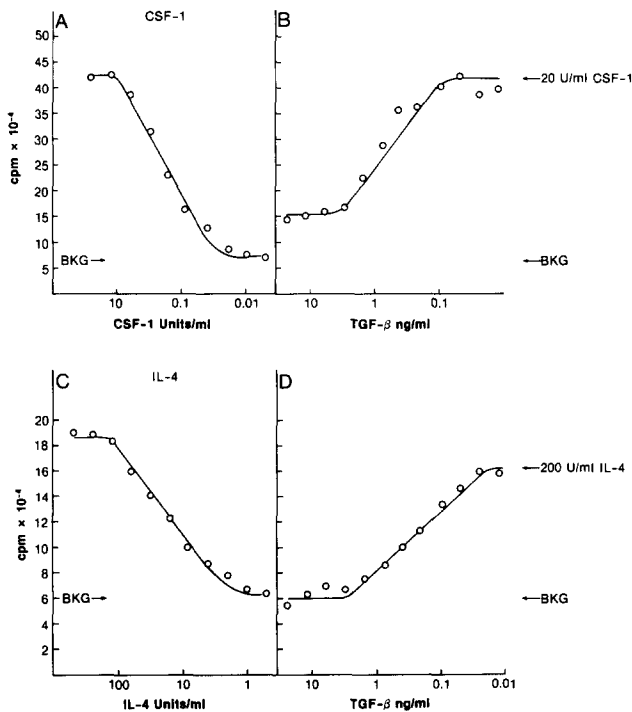 A
CSF-1
50
45
40
35
30
25
20
15
10
5
cpm × 10⁻⁴
BKG
10
0.1
0.01
CSF-1 Units/ml
B
20 U/ml CSF-1
BKG
10
1
0.1
TGF-β ng/ml
C
IL-4
20
18
16
14
12
10
8
6
4
2
cpm × 10⁻⁴
BKG
100
10
1
IL-4 Units/ml
D
200 U/ml IL-4
BKG
10
1
0.1
0.01
TGF-β ng/ml